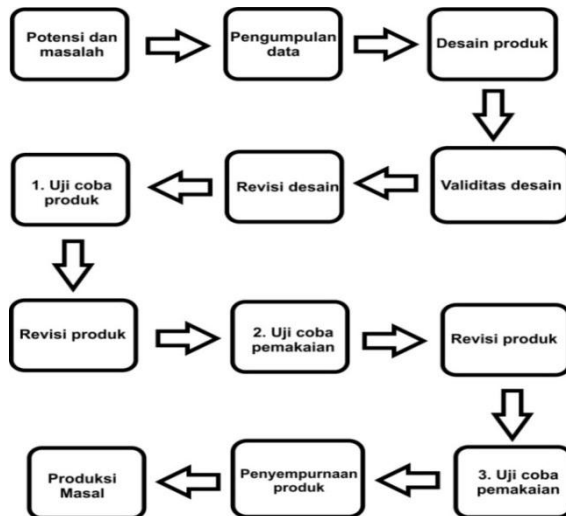 Potensi dan
masalah
Pengumpulan
data
Desain produk
Validitas desain
Revisi desain
1. Uji coba
produk
Revisi produk
2. Uji coba
pemakaian
Revisi produk
3. Uji coba
pemakaian
Penyempurnaan
produk
Produksi
Masal